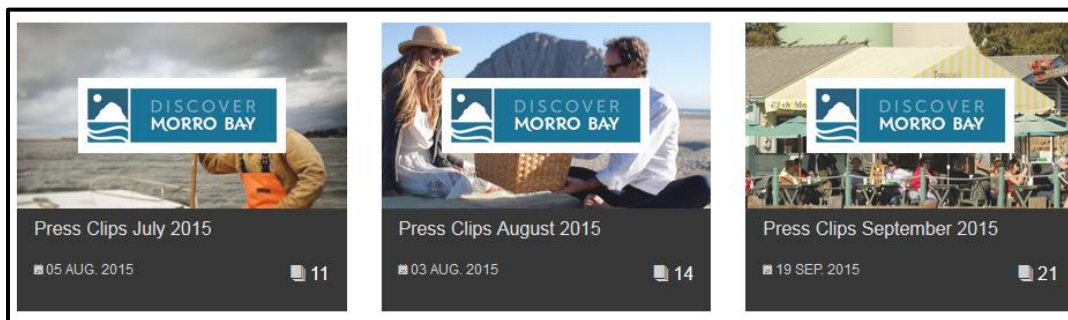 DISCOVER
MORRO BAY
Press Clips July 2015
05 AUG. 2015
11
DISCOVER
MORRO BAY
Press Clips August 2015
03 AUG. 2015
14
DISCOVER
MORRO BAY
Press Clips September 2015
19 SEP. 2015
21